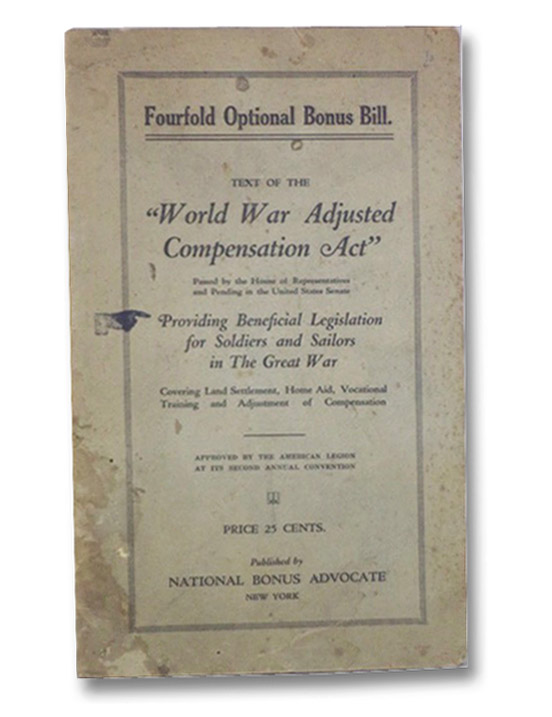 Fourfold Optional Bonus Bill.
TEXT OF THE
"World War Adjusted
Compensation Act"
Passed by the House of Representatives
and Pending in the United States Senate
Providing Beneficial Legislation
for Soldiers and Sailors
in The Great War
Covering Land Settlement, Home Aid, Vocational
Training and Adjustment of Compensation
APPROVED BY THE AMERICAN LEGION
AT ITS SECOND ANNUAL CONVENTION
PRICE 25 CENTS.
Published by
NATIONAL BONUS ADVOCATE
NEW YORK